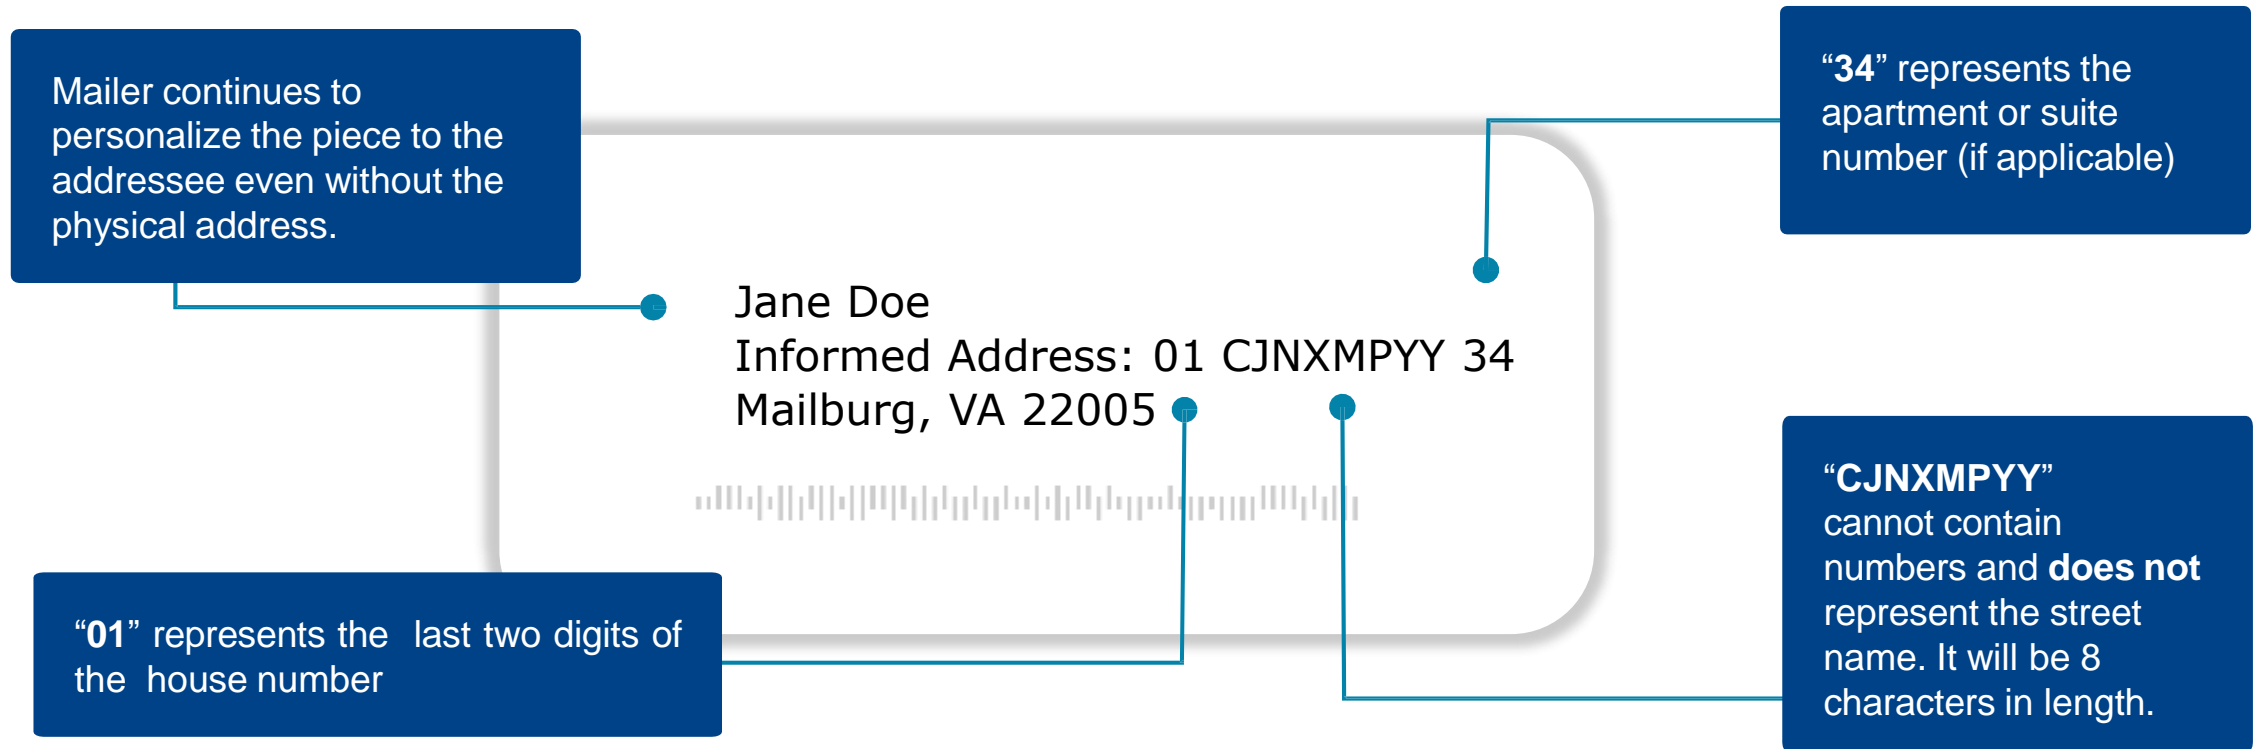 Mailer continues to
personalize the piece to the
addressee even without the
physical address.
“34” represents the
apartment or suite
number (if applicable)
Jane Doe
Informed Address: 01 CJNXMPYY 34
Mailburg, VA 22005
“01” represents the last two digits of
the house number
“CJNXMPYY”
cannot contain
numbers and does not
represent the street
name. It will be 8
characters in length.